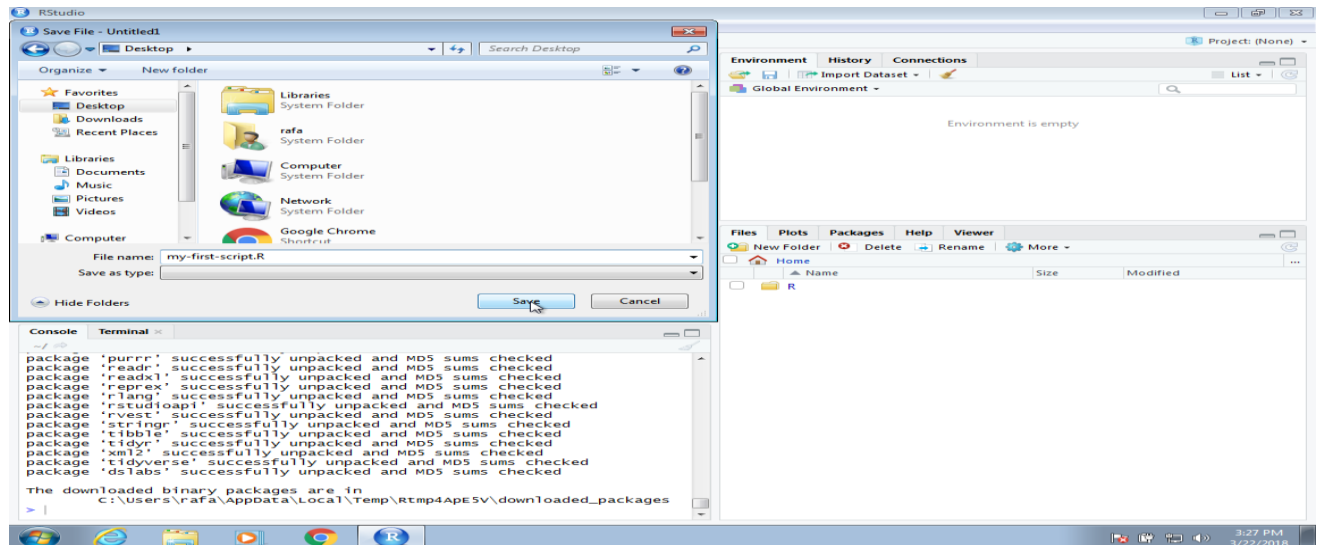 RStudio
Save File - Untitled1
Desktop
Search Desktop
Organize
New folder
Favorites
Desktop
Downloads
Recent Places
Libraries
Documents
Music
Pictures
Videos
Computer
Libraries
System Folder
rafa
System Folder
Computer
System Folder
Network
System Folder
Google Chrome
Shortcut
File name: my-first-script.R
Save as type:
Hide Folders
Save
Cancel
Project: (None)
Environment History Connections
Import Dataset
List
Global Environment
Environment is empty
Files Plots Packages Help Viewer
New Folder Delete Rename More
Home
Name Size Modified
R
Console Terminal
~/
package 'purrr' successfully unpacked and MD5 sums checked
package 'readr' successfully unpacked and MD5 sums checked
package 'readxl' successfully unpacked and MD5 sums checked
package 'reprex' successfully unpacked and MD5 sums checked
package 'rlang' successfully unpacked and MD5 sums checked
package 'rstudioapi' successfully unpacked and MD5 sums checked
package 'rvest' successfully unpacked and MD5 sums checked
package 'stringr' successfully unpacked and MD5 sums checked
package 'tibble' successfully unpacked and MD5 sums checked
package 'tidyr' successfully unpacked and MD5 sums checked
package 'xml2' successfully unpacked and MD5 sums checked
package 'tidyverse' successfully unpacked and MD5 sums checked
package 'dslabs' successfully unpacked and MD5 sums checked
The downloaded binary packages are in
C:\Users\rafa\AppData\Local\Temp\Rtmp4ApE5V\downloaded_packages
>
R
3:27 PM
3/22/2018